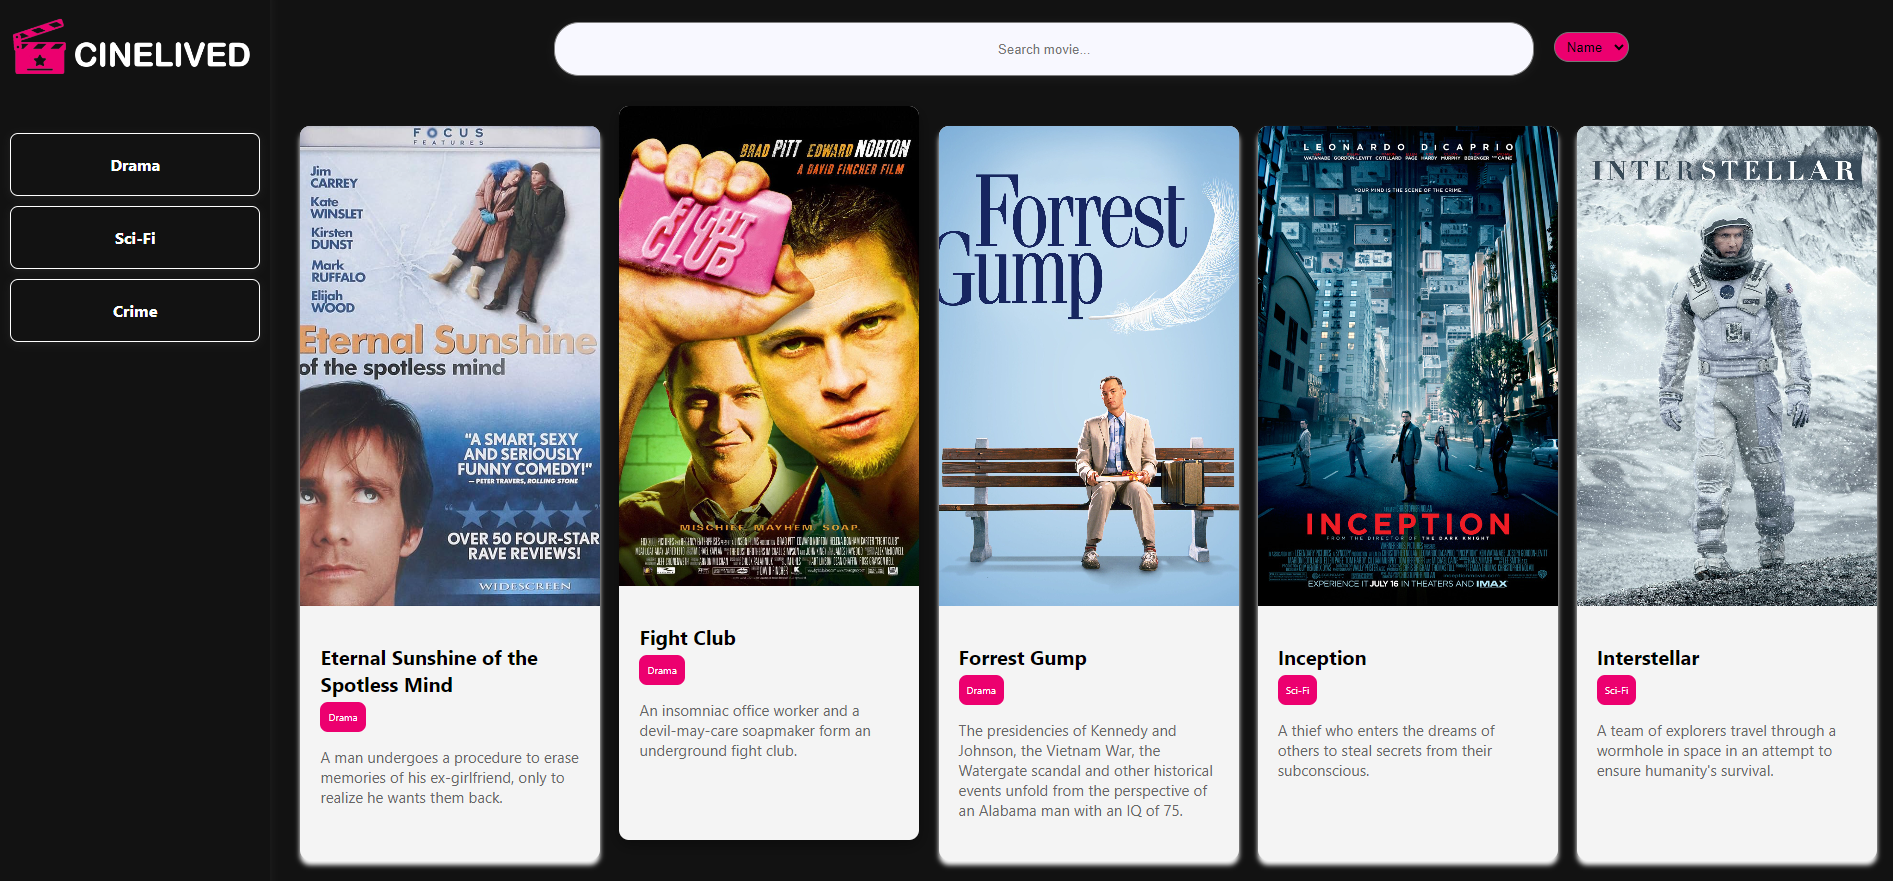 CINELIVED
Search movie...
Name
Drama
Sci-Fi
Crime
FOCUS
FEATURES
Jim
CARREY
Kate
WINSLET
Kirsten
DUNST
Mark
RUFFALO
Elijah
WOOD
Eternal Sunshine
of the spotless mind
"A SMART, SEXY
AND SERIOUSLY
FUNNY COMEDY!"
— PETER TRAVERS, ROLLING STONE
OVER 50 FOUR-STAR
RAVE REVIEWS!
WIDESCREEN
Eternal Sunshine of the
Spotless Mind
Drama
A man undergoes a procedure to erase
memories of his ex-girlfriend, only to
realize he wants them back.
BRAD PITT EDWARD NORTON
A DAVID FINCHER FILM
FIGHT
CLUB
MISCHIEF. MAYHEM. SOAP.
Fight Club
Drama
An insomniac office worker and a
devil-may-care soapmaker form an
underground fight club.
Forrest
Gump
Forrest Gump
Drama
The presidencies of Kennedy and
Johnson, the Vietnam War, the
Watergate scandal and other historical
events unfold from the perspective of
an Alabama man with an IQ of 75.
LEONARDO DiCAPRIO
WATANABE GORDON-LEVITT COTILLARD PAGE HARDY MURPHY BERENGER AND CAINE
YOUR MIND IS THE SCENE OF THE CRIME.
INCEPTION
FROM THE DIRECTOR OF THE DARK KNIGHT
EXPERIENCE IT JULY 16 IN THEATERS AND IMAX
Inception
Sci-Fi
A thief who enters the dreams of
others to steal secrets from their
subconscious.
INTERSTELLAR
Interstellar
Sci-Fi
A team of explorers travel through a
wormhole in space in an attempt to
ensure humanity's survival.